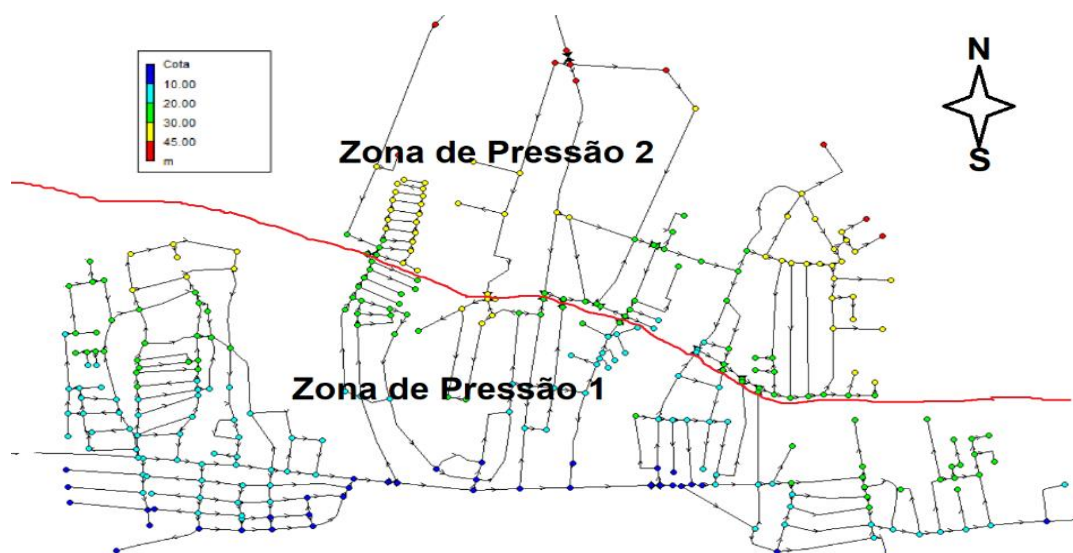 N
Cota
10.00
20.00
30.00
45.00
m
S
Zona de Pressão 2
Zona de Pressão 1